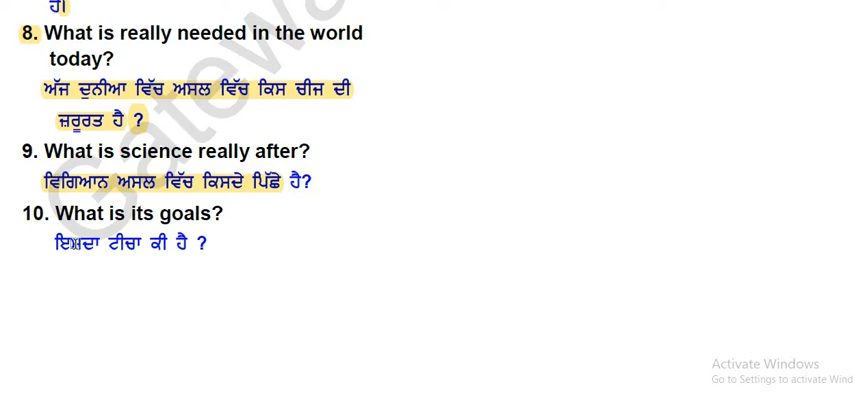 ਹੈ।
8. What is really needed in the world
today?
ਅੱਜ ਦੁਨੀਆ ਵਿੱਚ ਅਸਲ ਵਿੱਚ ਕਿਸ ਚੀਜ ਦੀ
ਜ਼ਰੂਰਤ ਹੈ ?
9. What is science really after?
ਵਿਗਿਆਨ ਅਸਲ ਵਿੱਚ ਕਿਸਦੇ ਪਿੱਛੇ ਹੈ?
10. What is its goals?
ਇਸਦਾ ਟੀਚਾ ਕੀ ਹੈ ?
Gateway
Activate Windows
Go to Settings to activate Wind